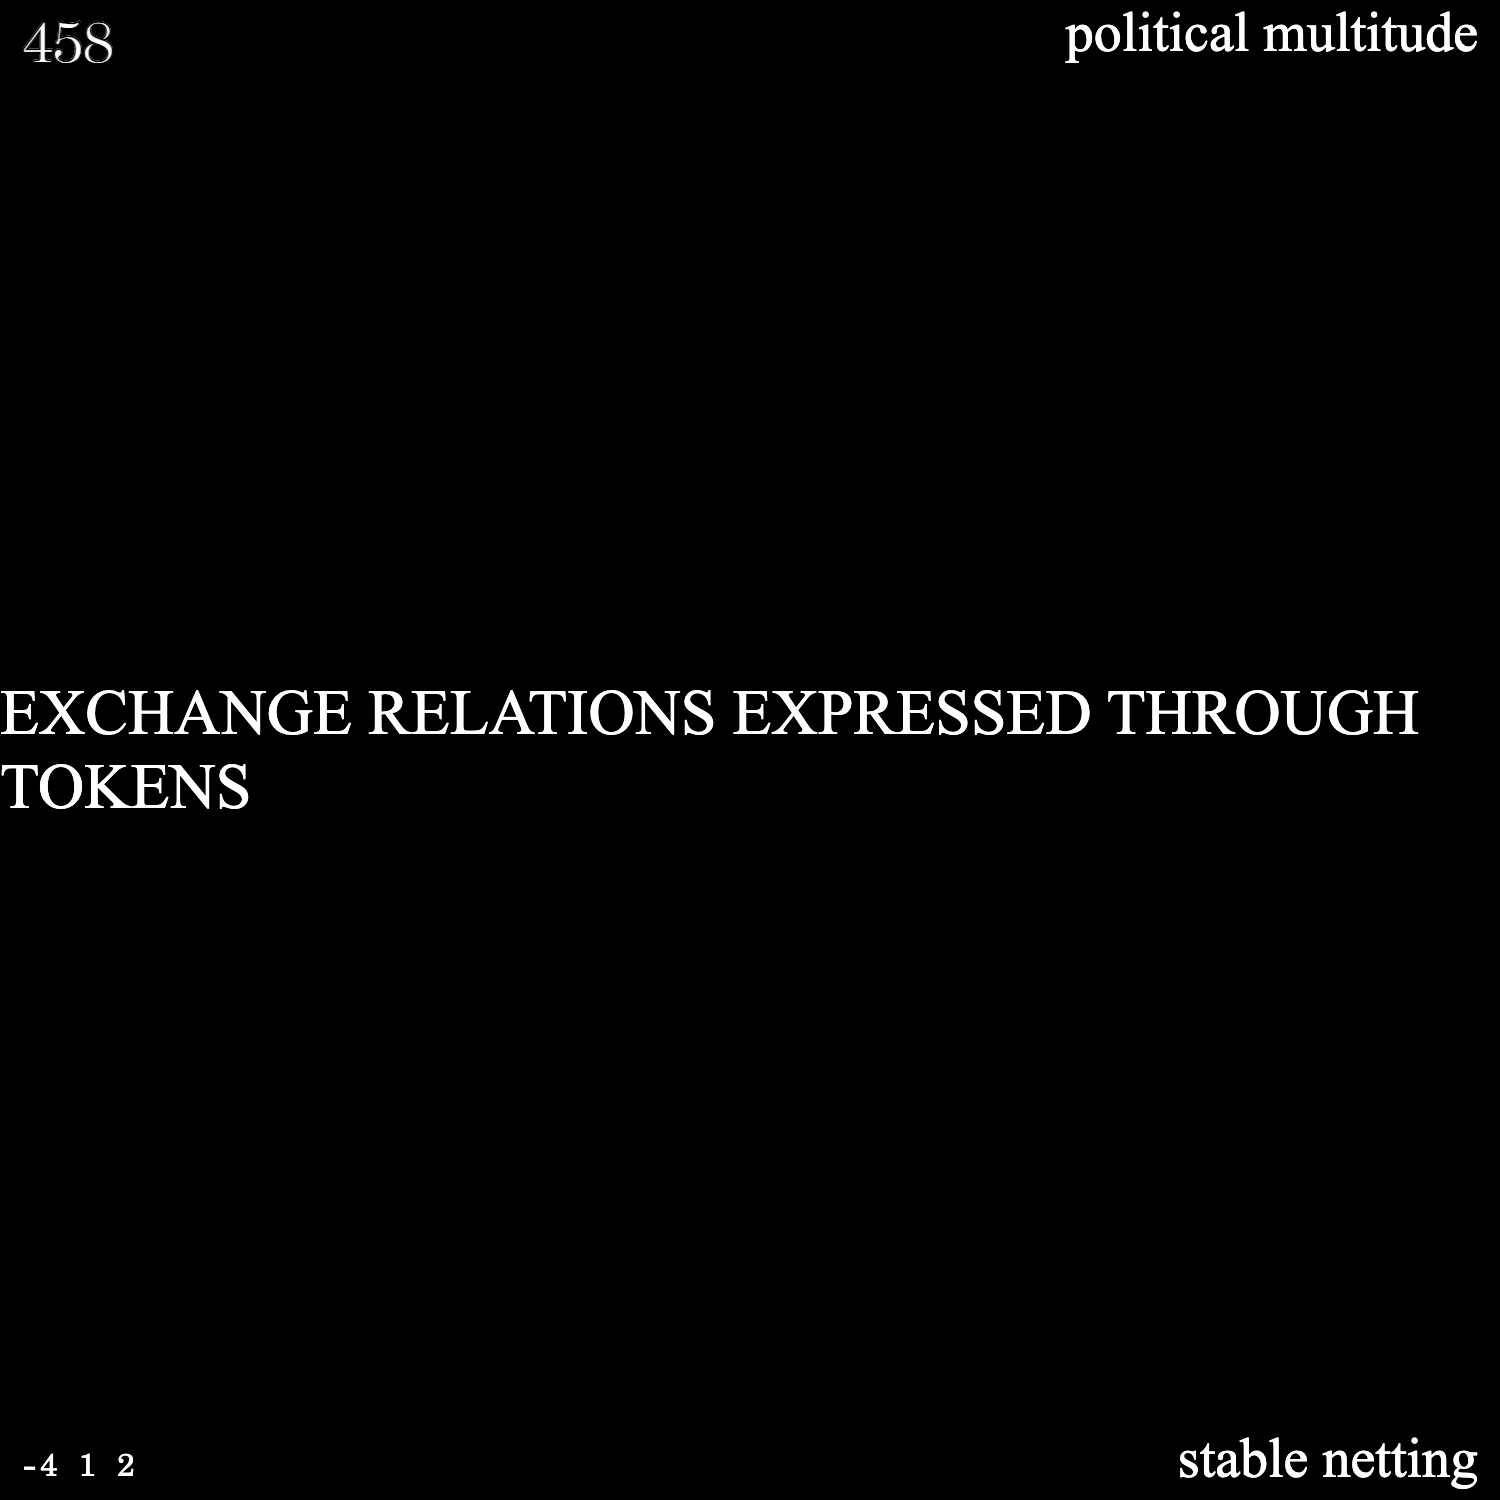 458
political multitude
EXCHANGE RELATIONS EXPRESSED THROUGH
TOKENS
-4 1 2
stable netting